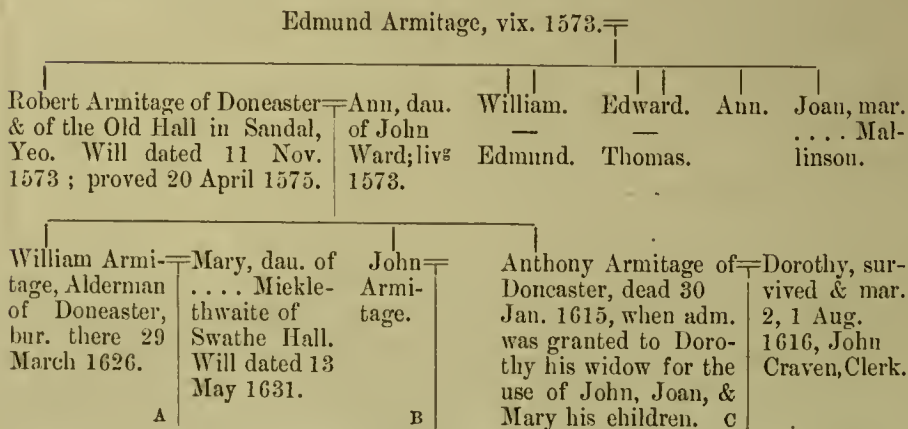 Edmund Armitage, vix. 1573.
Robert Armitage of Doneaster
& of the Old Hall in Sandal,
Yeo. Will dated 11 Nov.
1573 ; proved 20 April 1575.
Ann, dau.
of John
Ward; livg
1573.
William.
—
Edmund.
Edward.
—
Thomas.
Ann.
Joan, mar.
. . . . Mal-
linson.
William Armi-
tage, Alderman
of Doneaster,
bur. there 29
March 1626.
A
Mary, dau. of
. . . . Miekle-
thwaite of
Swathe Hall.
Will dated 13
May 1631.
John
Armi-
tage.
B
Anthony Armitage of
Doncaster, dead 30
Jan. 1615, when adm.
was granted to Doro-
thy his widow for the
use of John, Joan, &
Mary his ehildren. C
Dorothy, sur-
vived & mar.
2, 1 Aug.
1616, John
Craven, Clerk.